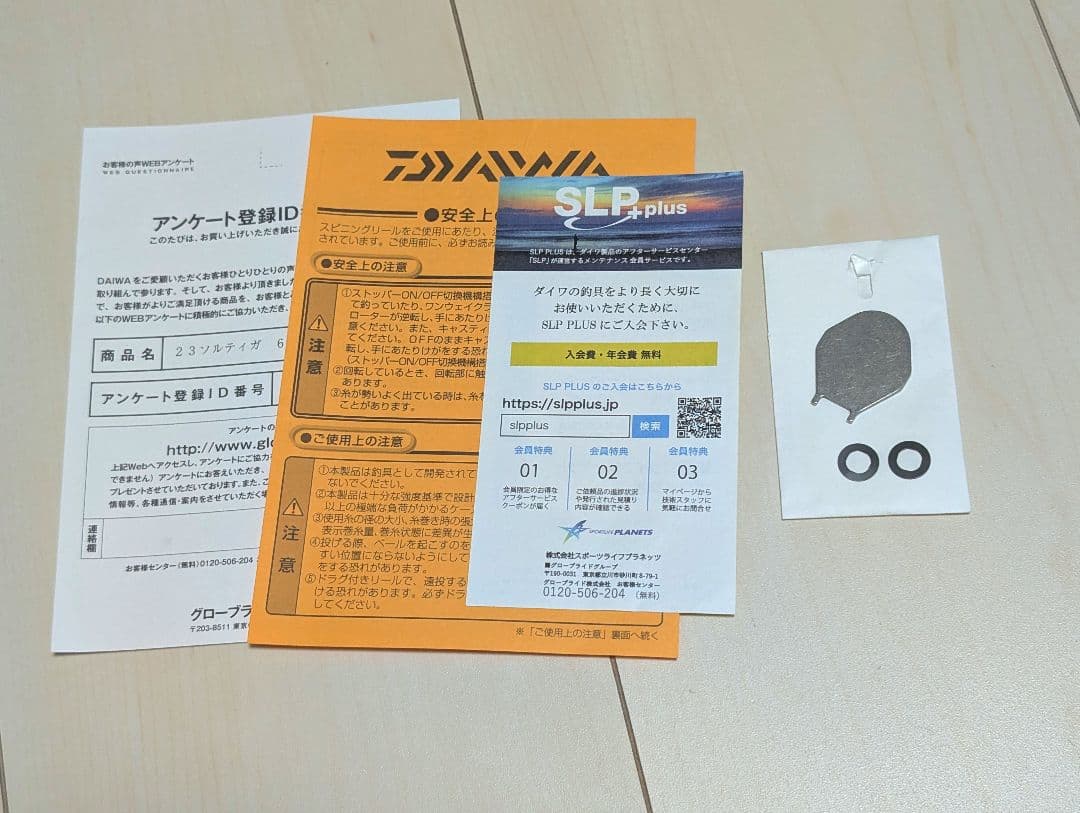 お客様の声WEBアンケート
WEB QUESTIONNAIRE
アンケート登録ID
このたびは、お買い上げいただき誠に
DAIWAをご愛顧いただくお客様ひとりひとりの声
取り組んで参ります。そして、お客様より頂きまし
で、お客様がよりご満足頂ける商品を、お客様と
以下のWEBアンケートに積極的にご協力いただき、
商品名
23ソルティガ 6
アンケート登録ID番号
アンケートの
http://www.glo
上記Webへアクセスし、アンケートにご協力
できません）アンケートにお答えいただき、
プレゼントさせていただいております。また、こ
情報等、各種通信・案内をさせていただく場
連絡欄
お客様センター(無料)0120-506-204
グローブラ
〒203-8511 東京
DAIWA
●安全上の
スピニングリールをご使用にあたり、
されています。ご使用前に、必ずお読み
●安全上の注意
注意
①ストッパーON/OFF切換機構搭
て釣っていたり、ワンウェイクラ
ローターが逆転し、手にあたりけ
意ください。また、キャスティ
てください。OFFのままキャス
転し、手にあたりけがをする恐れ
(ストッパーON/OFF切換機構搭
②回転しているとき、回転部に触
あります。
③糸が勢いよく出ている時は、糸
ことがあります。
●ご使用上の注意
注意
①本製品は釣具として開発されて
ないでください。
②本製品は十分な強度基準で設計
以上の極端な負荷がかかるケー
③使用糸の径の大小、糸巻き時の張
表示巻糸量、巻糸状態に差異が生
④投げる際、ベールを起こすのを
すい位置にならないようにして
をする恐れがあります。
⑤ドラグ付きリールで、遠投する
ける恐れがあります。必ずドラ
してください。
※「ご使用上の注意」裏面へ続く
SLP+plus
SLP PLUSは、ダイワ製品のアフターサービスセンター
「SLP」が運営するメンテナンス会員サービスです。
ダイワの釣具をより長く大切に
お使いいただくために、
SLP PLUSにご入会下さい。
入会費・年会費 無料
SLP PLUSのご入会はこちらから
https://slpplus.jp
slpplus
検索
会員特典
01
会員限定のお得な
アフターサービス
クーポンが届く
会員特典
02
ご依頼品の進捗状況
や発行された見積り
内容が確認できる
会員特典
03
マイページから
技術スタッフに
気軽にお問合せ
SPORTSLIFE PLANETS
株式会社スポーツライフプラネッツ
■グローブライドグループ
〒190-0031 東京都立川市砂川町8-79-1
グローブライド株式会社 お客様センター
0120-506-204 (無料)